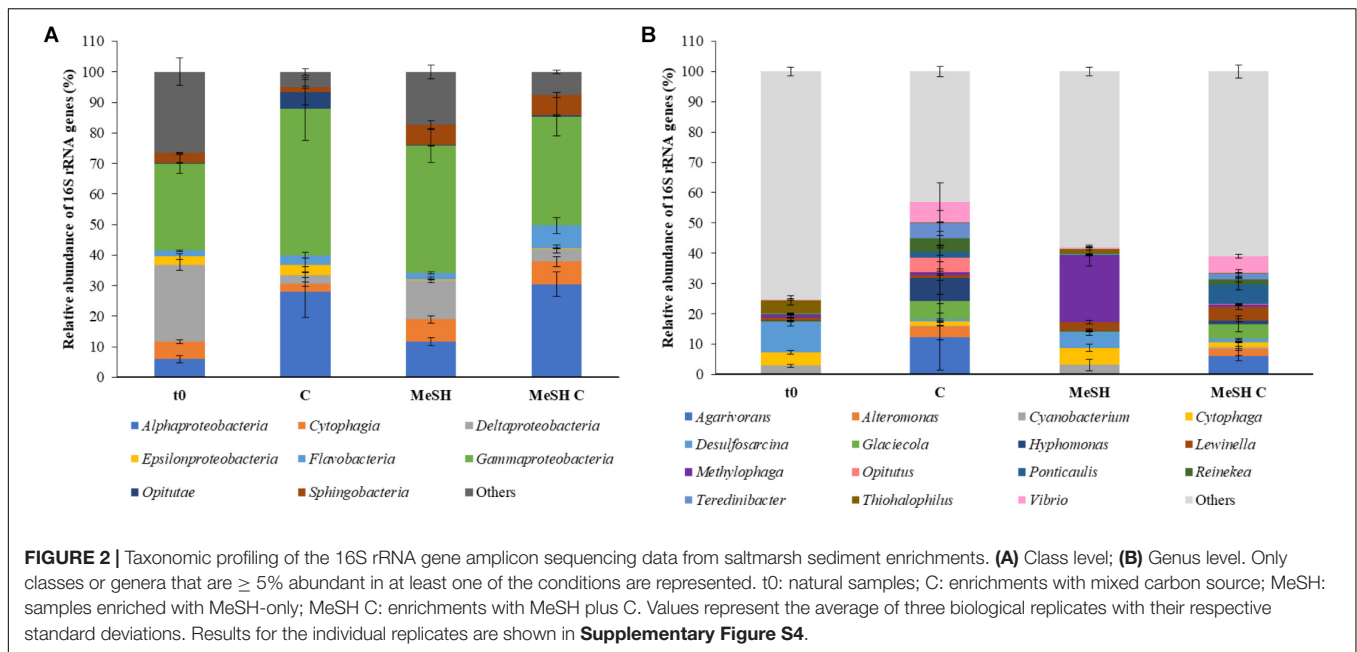 A
B
110
100
90
80
70
60
50
40
30
20
10
0
Relative abundance of 16S rRNA genes (%)
t0 C MeSH MeSH C
Alphaproteobacteria Cytophagia Deltaproteobacteria
Epsilonproteobacteria Flavobacteria Gammaproteobacteria
Opitutae Sphingobacteria Others
110
100
90
80
70
60
50
40
30
20
10
0
Relative abundance of 16S rRNA genes (%)
t0 C MeSH MeSH C
Agarivorans Alteromonas Cyanobacterium Cytophaga
Desulfosarcina Glaciecola Hyphomonas Lewinella
Methylophaga Opitutus Ponticaulis Reinekea
Teredinibacter Thiohalophilus Vibrio Others
FIGURE 2 | Taxonomic profiling of the 16S rRNA gene amplicon sequencing data from saltmarsh sediment enrichments. (A) Class level; (B) Genus level. Only
classes or genera that are ≥ 5% abundant in at least one of the conditions are represented. t0: natural samples; C: enrichments with mixed carbon source; MeSH:
samples enriched with MeSH-only; MeSH C: enrichments with MeSH plus C. Values represent the average of three biological replicates with their respective
standard deviations. Results for the individual replicates are shown in Supplementary Figure S4.